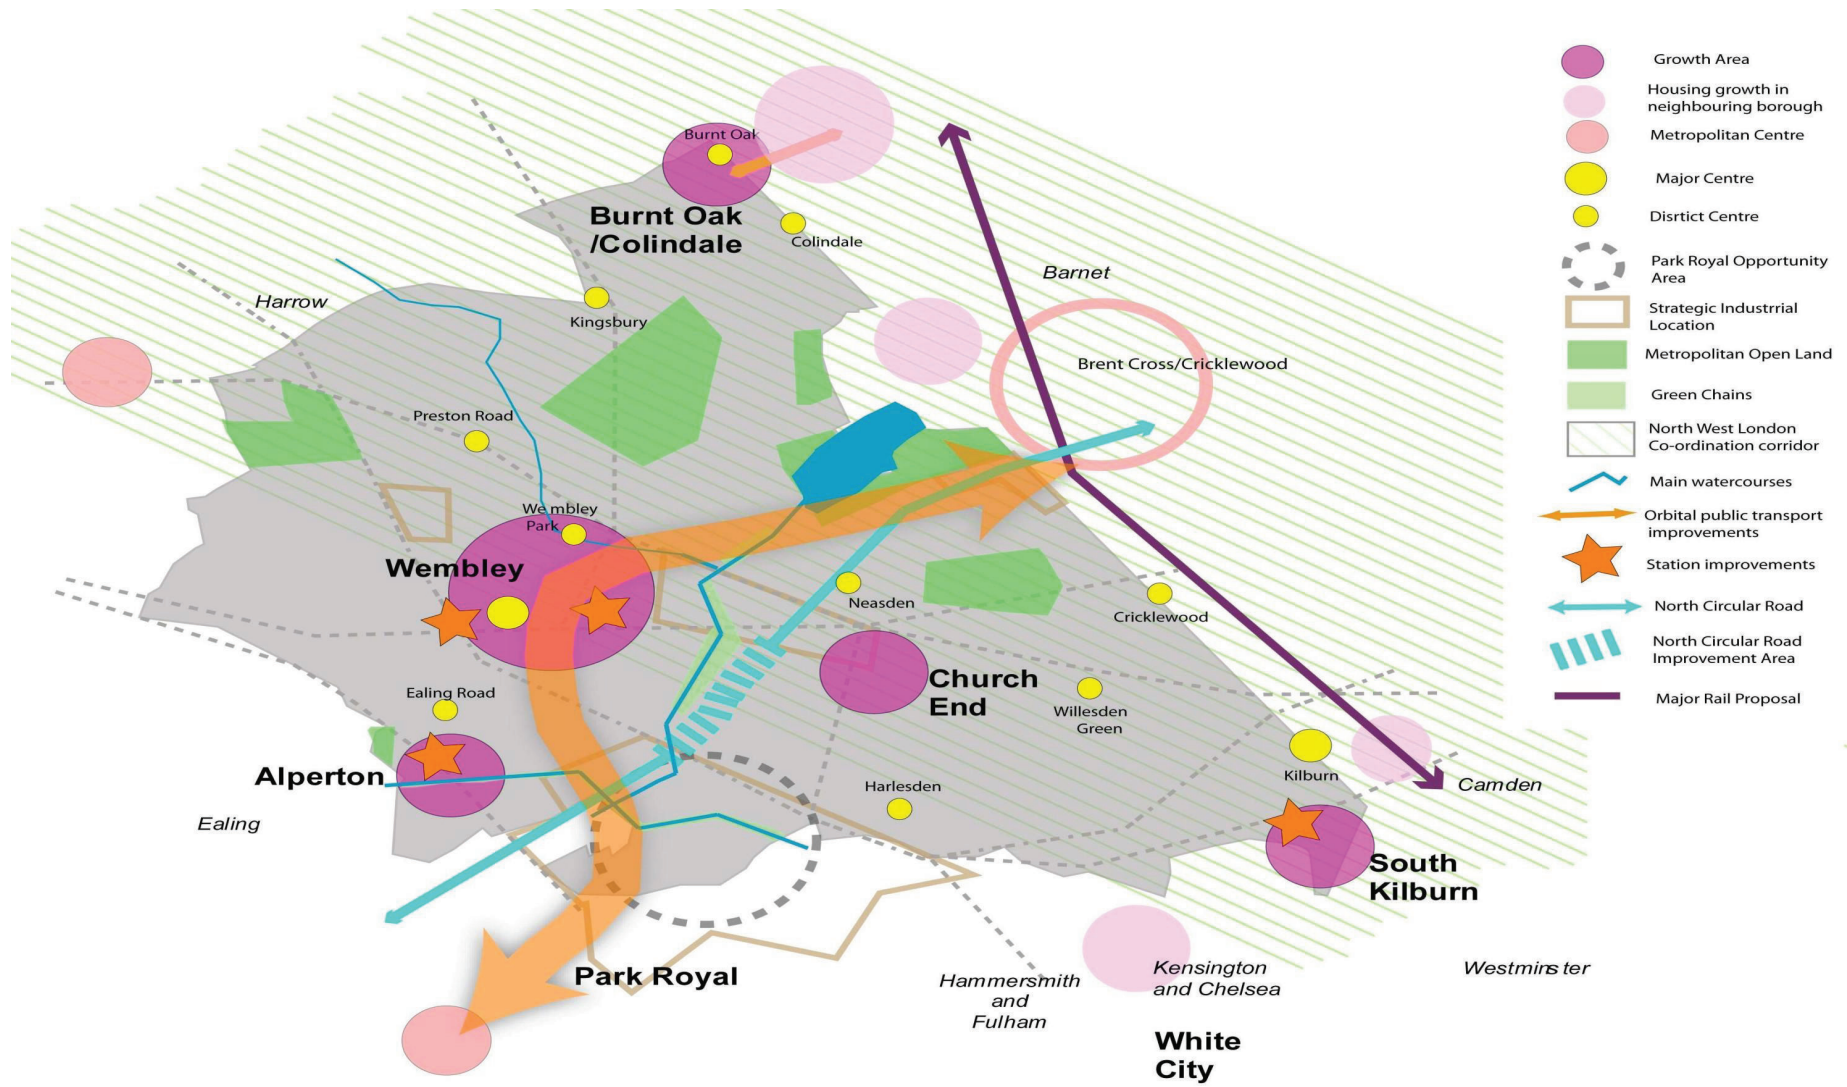 Burnt Oak
Burnt Oak
/Colindale
Colindale
Harrow
Kingsbury
Barnet
Brent Cross/Cricklewood
Preston Road
Wembley
Park
Wembley
Neasden
Cricklewood
Ealing Road
Church
End
Willesden
Green
Alperton
Kilburn
Harlesden
Camden
Ealing
South
Kilburn
Park Royal
Hammersmith
and
Fulham
Kensington
and Chelsea
Westminster
White
City
Growth Area
Housing growth in
neighbouring borough
Metropolitan Centre
Major Centre
Disrtict Centre
Park Royal Opportunity
Area
Strategic Industrrial
Location
Metropolitan Open Land
Green Chains
North West London
Co-ordination corridor
Main watercourses
Orbital public transport
improvements
Station improvements
North Circular Road
North Circular Road
Improvement Area
Major Rail Proposal